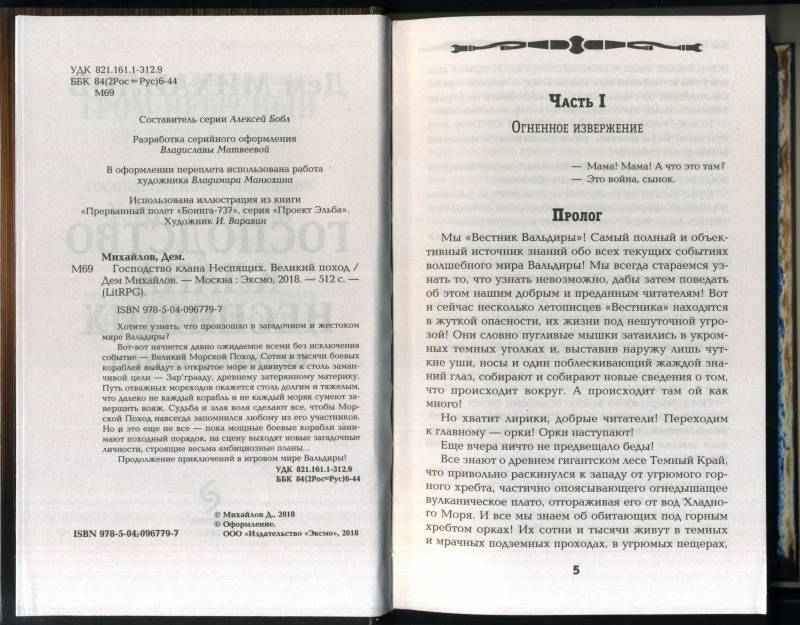 УДК 821.161.1-312.9
ББК 84(2Рос=Рус)6-44
М69
Составитель серии Алексей Бобл
Разработка серийного оформления
Владиславы Матвеевой
В оформлении переплета использована работа
художника Владимира Манюхина
Использована иллюстрация из книги
«Прерванный полет «Боинга-737», серия «Проект Эльба».
Художник И. Варавин
Михайлов, Дем.
М69 Господство клана Неспящих. Великий поход /
Дем Михайлов. — Москва : Эксмо, 2018. — 512 с. —
(LitRPG).
ISBN 978-5-04-096779-7
Хотите узнать, что произошло в загадочном и жестоком
мире Вальдиры?
Вот-вот начнется давно ожидаемое всеми без исключения
событие — Великий Морской Поход. Сотни и тысячи боевых
кораблей выйдут в открытое море и двинутся к столь заман-
чивой цели — Зар'грааду, древнему затерянному материку.
Путь отважных мореходов окажется столь долгим и тяжелым,
что далеко не каждый корабль и не каждый моряк сумеют за-
вершить вояж. Судьба и злая воля сделают все, чтобы Мор-
ской Поход навсегда запомнился любому из его участников.
Но и это еще не все — пока мощные боевые корабли зани-
мают походный порядок, на сцену выходят новые загадочные
личности, строящие весьма амбициозные планы...
Продолжение приключений в игровом мире Вальдиры!
УДК 821.161.1-312.9
ББК 84(2Рос=Рус)6-44
© Михайлов Д., 2018
© Оформление.
ISBN 978-5-04-096779-7 ООО «Издательство «Эксмо», 2018
Часть I
Огненное извержение
— Мама! Мама! А что это там?
— Это война, сынок.
Пролог
Мы «Вестник Вальдиры»! Самый полный и объек-
тивный источник знаний обо всех текущих событиях
волшебного мира Вальдиры! Мы всегда стараемся уз-
нать то, что узнать невозможно, дабы затем поведать
об этом нашим добрым и преданным читателям! Вот
и сейчас несколько летописцев «Вестника» находятся
в жуткой опасности, их жизни под нешуточной угро-
зой! Они словно пугливые мышки затаились в укром-
ных темных уголках и, выставив наружу лишь чут-
кие уши, носы и один поблескивающий жаждой зна-
ний глаз, собирают и собирают новые сведения о том,
что происходит вокруг. А происходит там ой как
много!
Но хватит лирики, добрые читатели! Переходим
к главному — орки! Орки наступают!
Еще вчера ничто не предвещало беды!
Все знают о древнем гигантском лесе Темный Край,
что привольно раскинулся к западу от угрюмого гор-
ного хребта, частично опоясывающего огнедышащее
вулканическое плато, отгораживая его от вод Хладно-
го Моря. И все мы знаем об обитающих под горным
хребтом орках! Их сотни и тысячи живут в темных
и мрачных подземных проходах, в угрюмых пещерах,
5